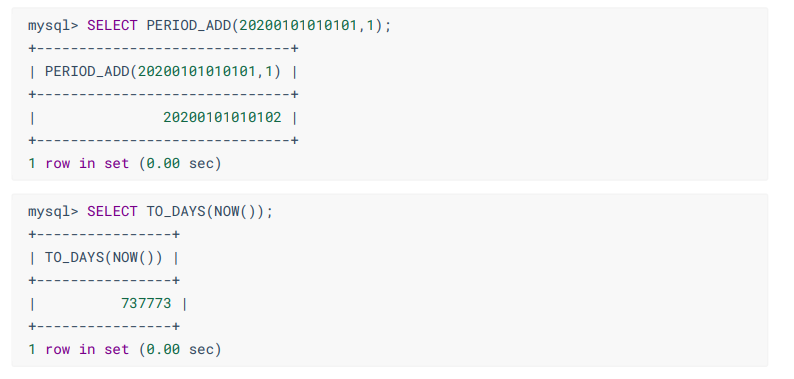 mysql> SELECT PERIOD_ADD(20200101010101,1);
+------------------------------+
| PERIOD_ADD(20200101010101,1) |
+------------------------------+
|               20200101010102 |
+------------------------------+
1 row in set (0.00 sec)
mysql> SELECT TO_DAYS(NOW());
+----------------+
| TO_DAYS(NOW()) |
+----------------+
|          737773 |
+----------------+
1 row in set (0.00 sec)